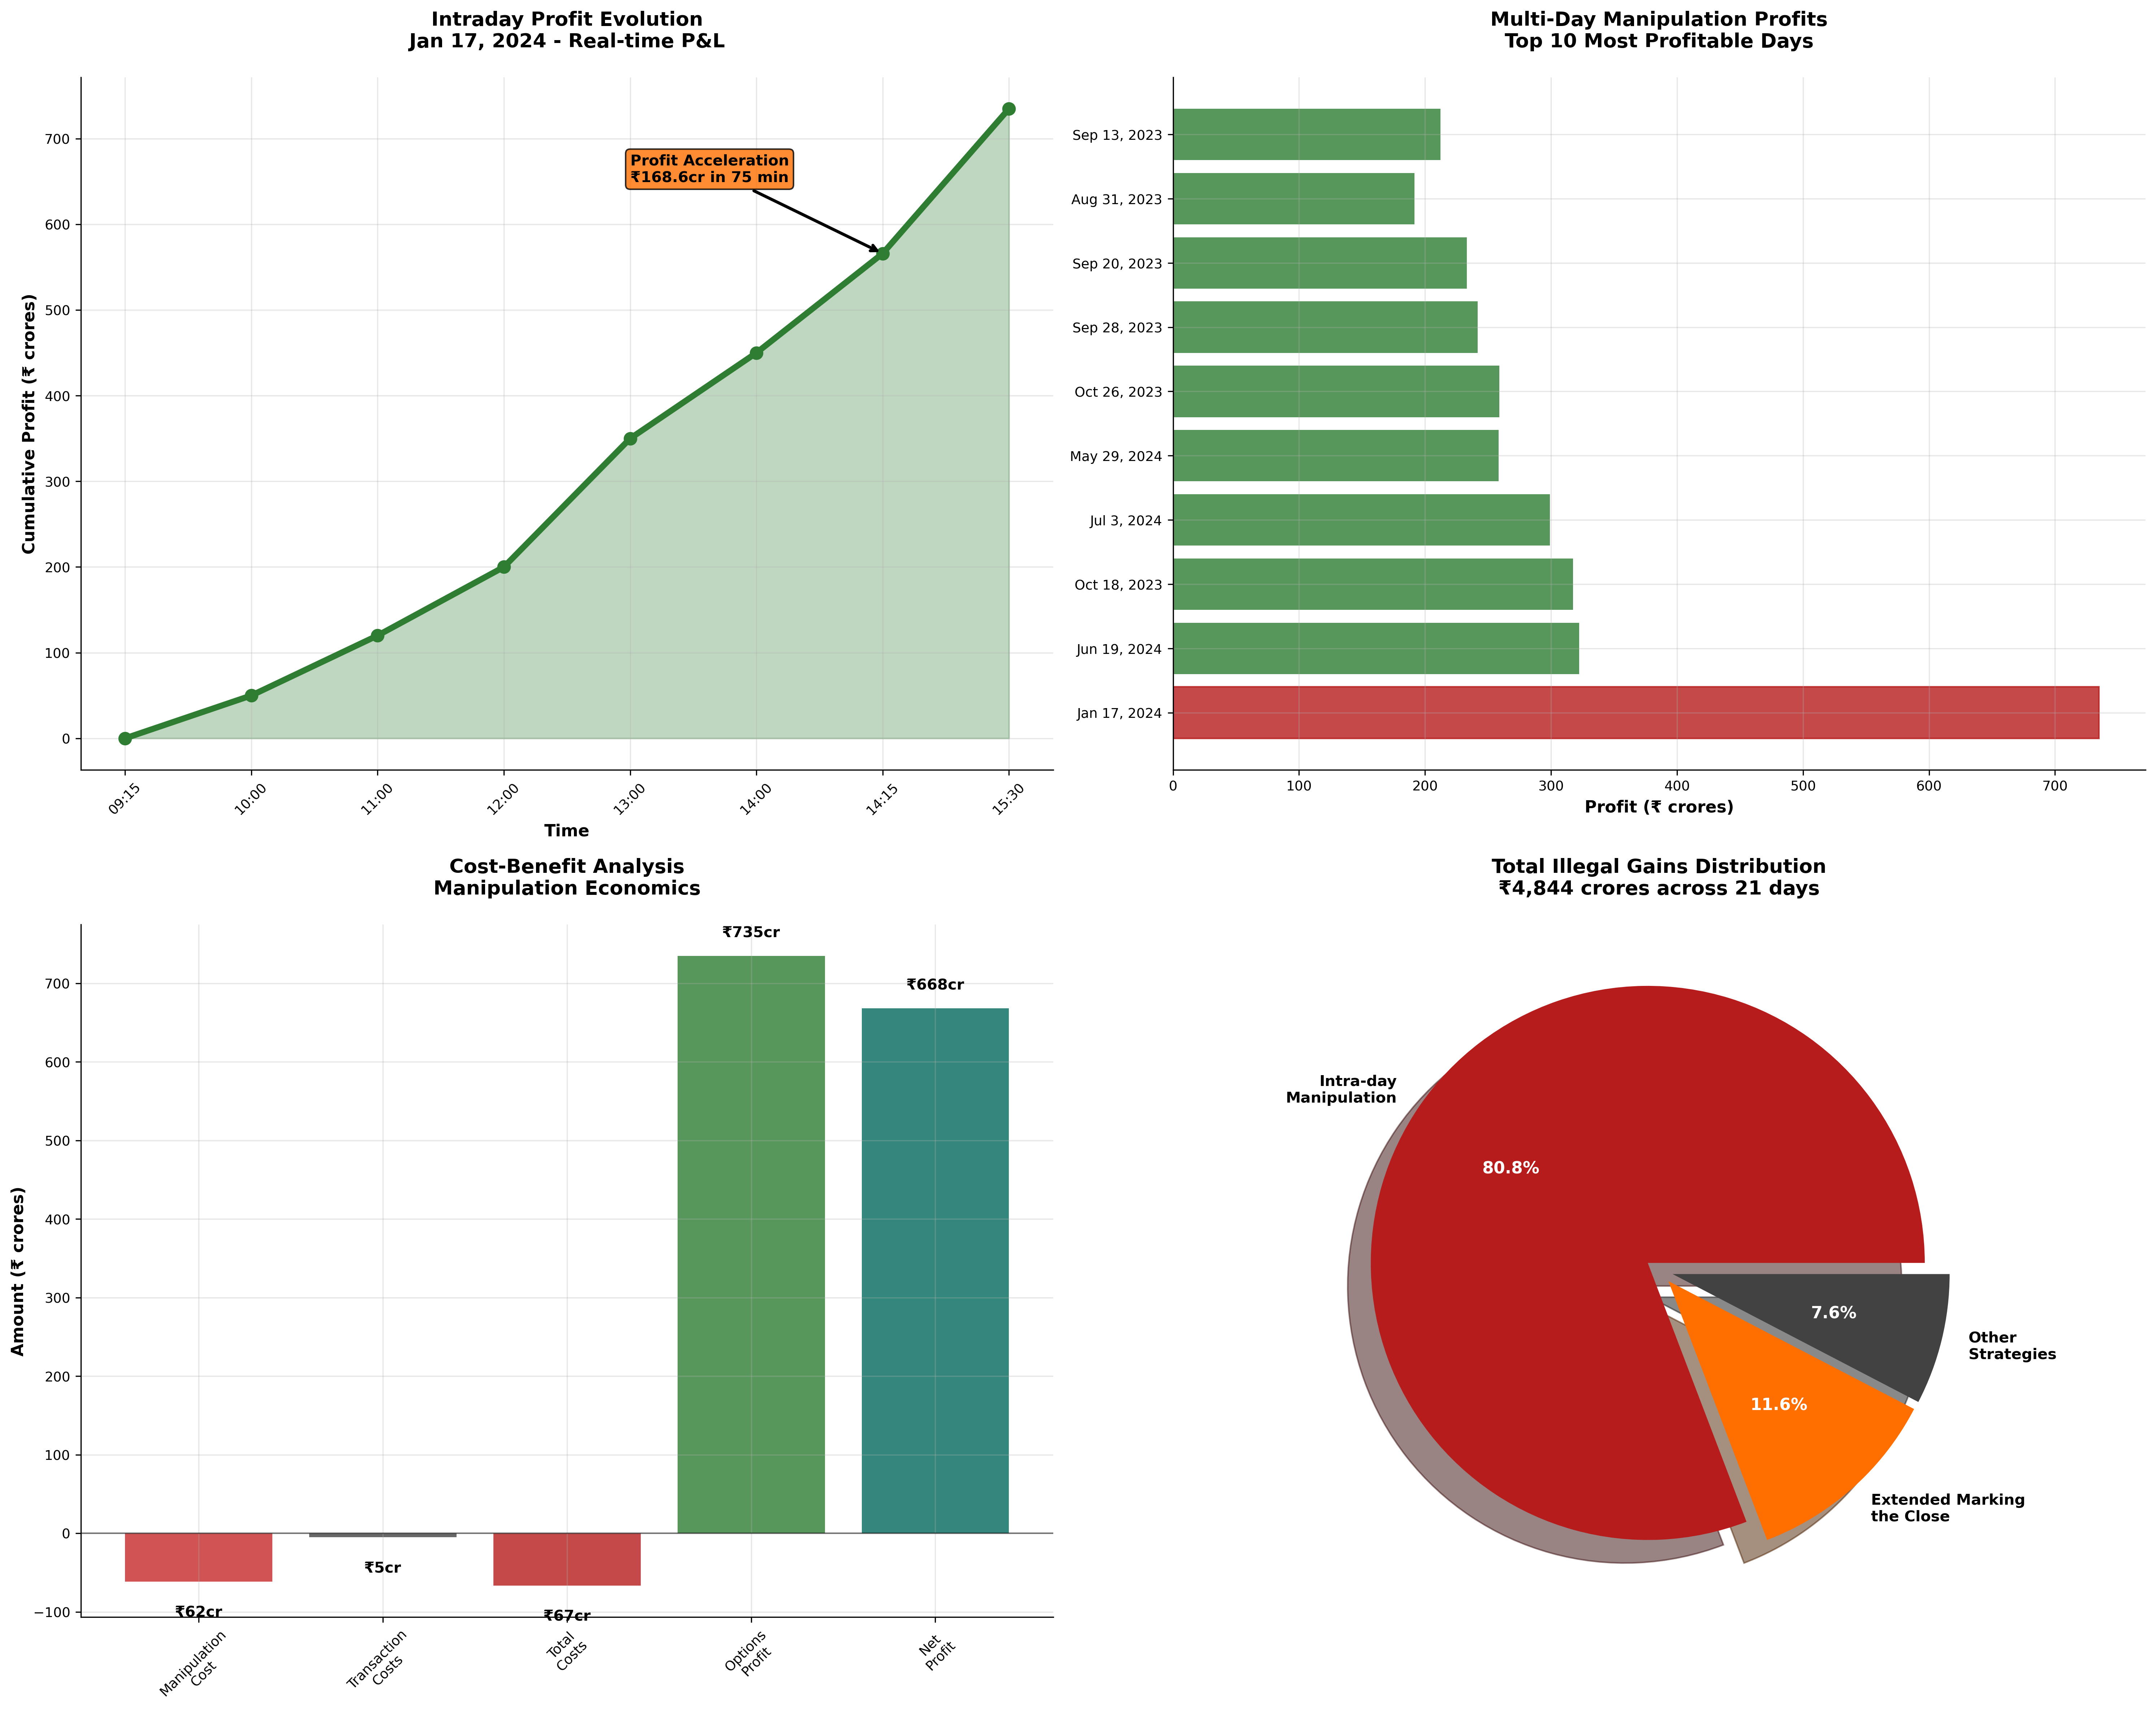 Intraday Profit Evolution
Jan 17, 2024 - Real-time P&L
Cumulative Profit (₹ crores)
700
600
500
400
300
200
100
0
Profit Acceleration
₹168.6cr in 75 min
09:15
10:00
11:00
12:00
13:00
14:00
14:15
15:30
Time
Multi-Day Manipulation Profits
Top 10 Most Profitable Days
Sep 13, 2023
Aug 31, 2023
Sep 20, 2023
Sep 28, 2023
Oct 26, 2023
May 29, 2024
Jul 3, 2024
Oct 18, 2023
Jun 19, 2024
Jan 17, 2024
0
100
200
300
400
500
600
700
Profit (₹ crores)
Cost-Benefit Analysis
Manipulation Economics
Amount (₹ crores)
700
600
500
400
300
200
100
0
−100
₹62cr
₹5cr
₹67cr
₹735cr
₹668cr
Manipulation
Cost
Transaction
Costs
Total
Costs
Options
Profit
Net
Profit
Total Illegal Gains Distribution
₹4,844 crores across 21 days
Intra-day
Manipulation
80.8%
7.6%
Other
Strategies
11.6%
Extended Marking
the Close